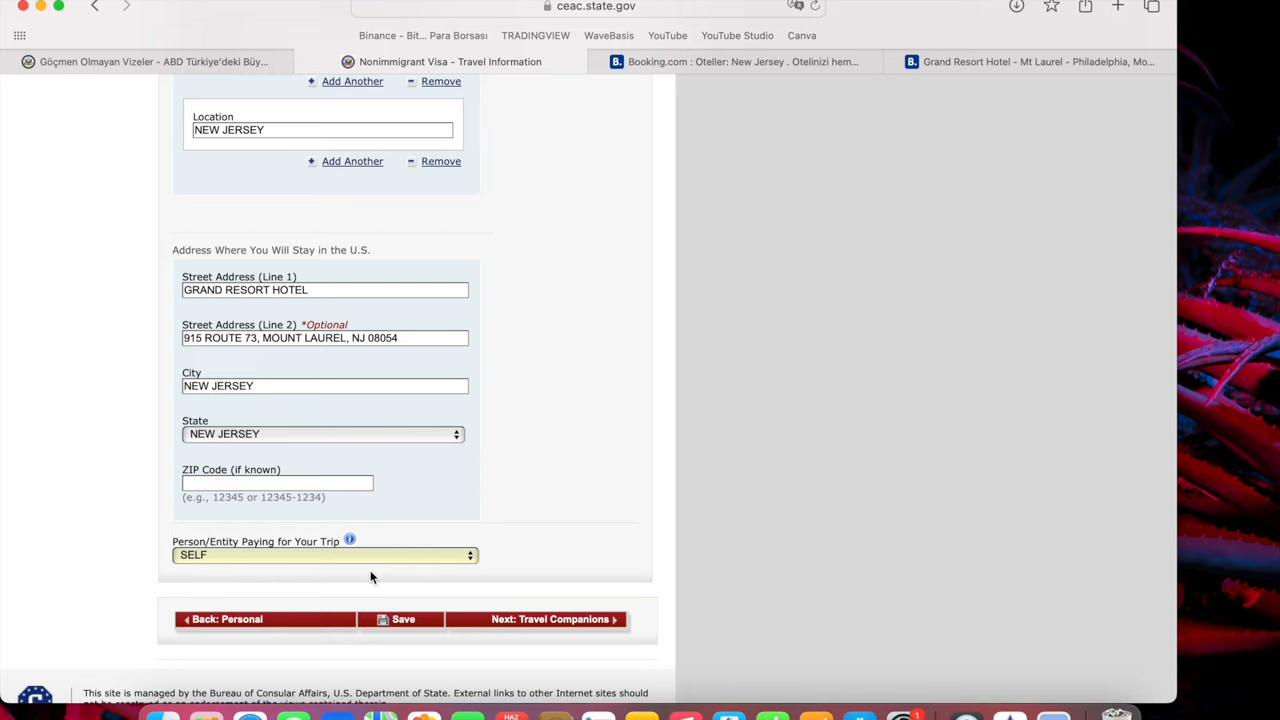 ceac.state.gov
Binance - Bit... Para Borsası TRADINGVIEW WaveBasis YouTube YouTube Studio Canva
Göçmen Olmayan Vizeler - ABD Türkiye'deki Büy... Nonimmigrant Visa - Travel Information B. Booking.com : Oteller: New Jersey . Otelinizi hem... B. Grand Resort Hotel - Mt Laurel - Philadelphia, Mo...
Add Another Remove
Location
NEW JERSEY
Add Another Remove
Address Where You Will Stay in the U.S.
Street Address (Line 1)
GRAND RESORT HOTEL
Street Address (Line 2) *Optional
915 ROUTE 73, MOUNT LAUREL, NJ 08054
City
NEW JERSEY
State
NEW JERSEY
ZIP Code (if known)
(e.g., 12345 or 12345-1234)
Person/Entity Paying for Your Trip
SELF
Back: Personal Save Next: Travel Companions
This site is managed by the Bureau of Consular Affairs, U.S. Department of State. External links to other Internet sites should
HAZ 1